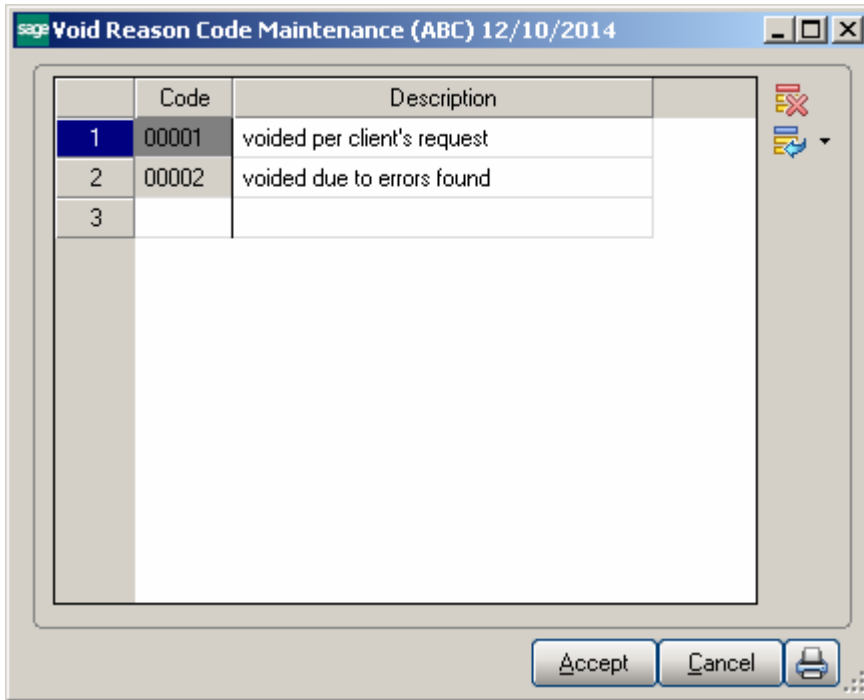 sage Void Reason Code Maintenance (ABC) 12/10/2014
Code Description
1 00001 voided per client's request
2 00002 voided due to errors found
3
Accept Cancel